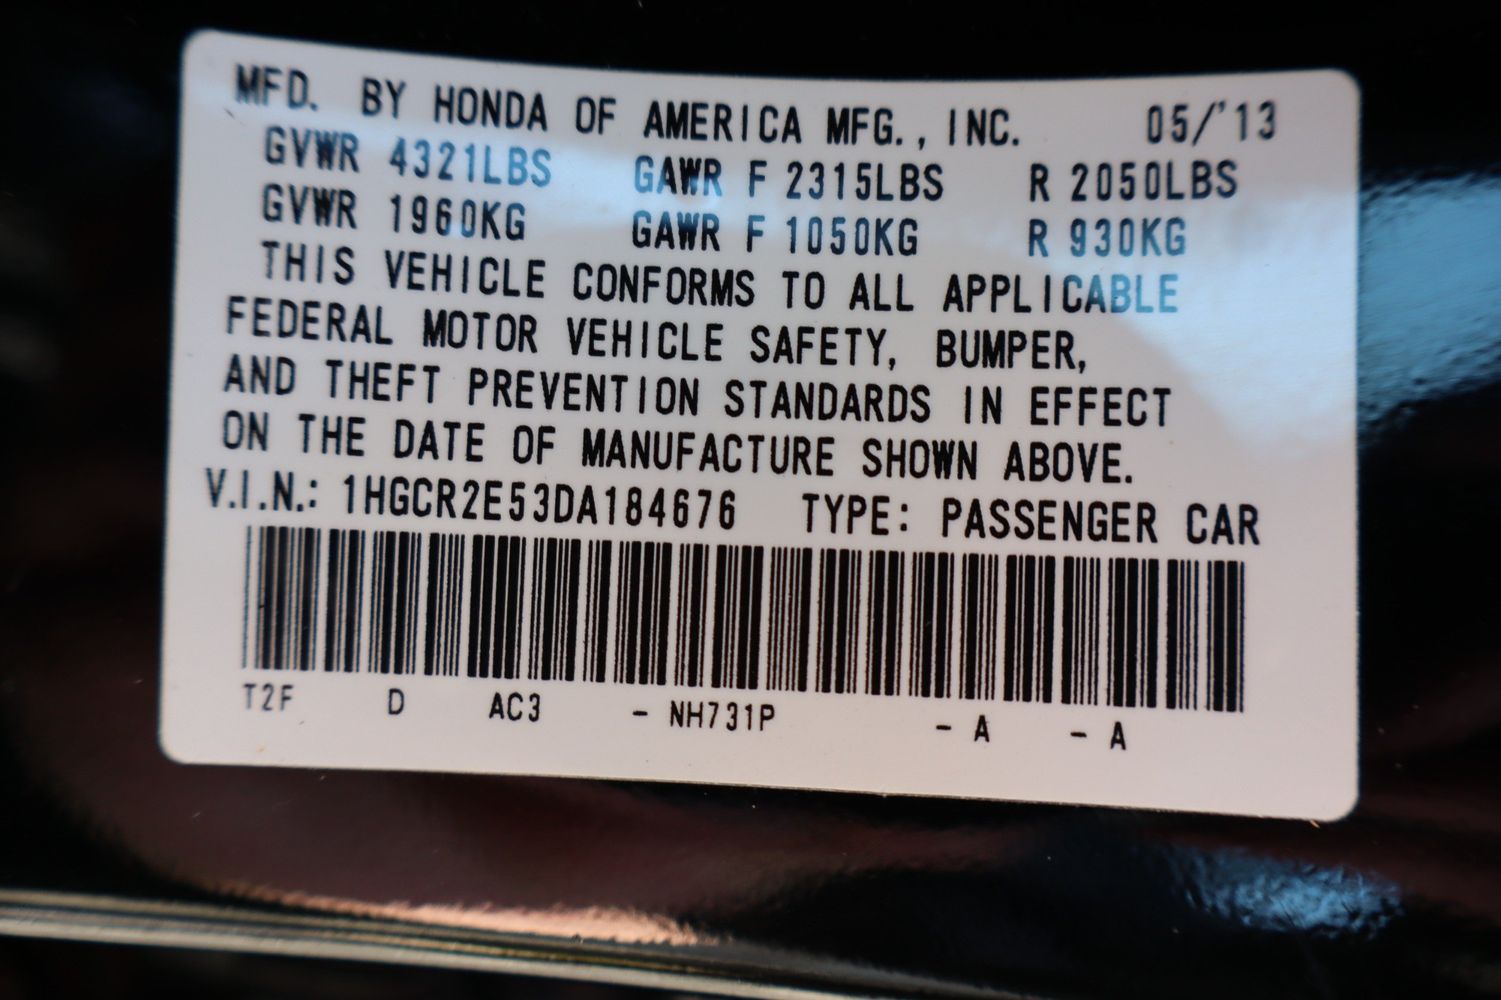 MFD. BY HONDA OF AMERICA MFG., INC. 05/'13
GVWR 4321LBS GAWR F 2315LBS R 2050LBS
GVWR 1960KG GAWR F 1050KG R 930KG
THIS VEHICLE CONFORMS TO ALL APPLICABLE
FEDERAL MOTOR VEHICLE SAFETY, BUMPER,
AND THEFT PREVENTION STANDARDS IN EFFECT
ON THE DATE OF MANUFACTURE SHOWN ABOVE.
V.I.N.: 1HGCR2E53DA184676 TYPE: PASSENGER CAR
T2F D AC3 - NH731P - A - A